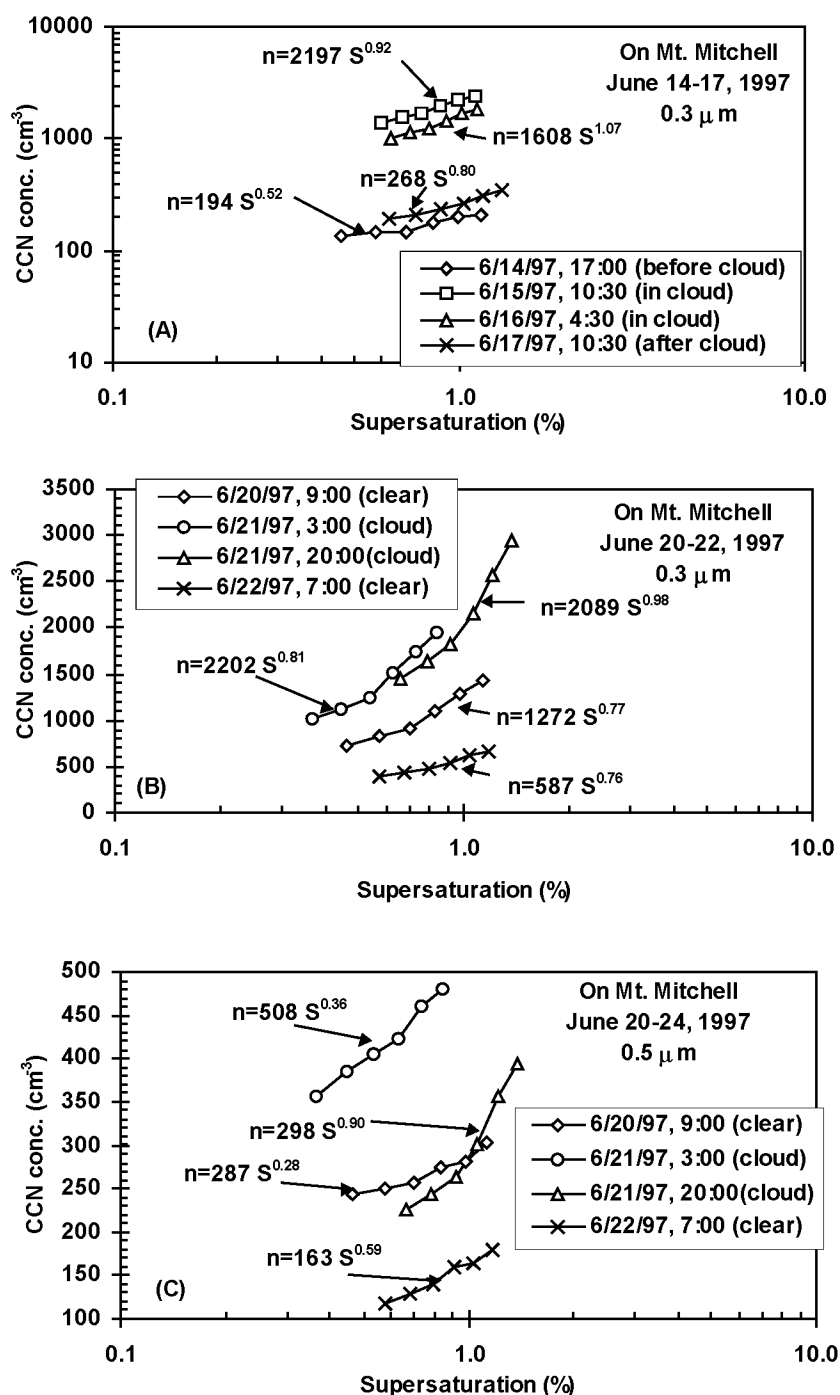 10000
1000
100
10
CCN conc. (cm-3)
n=2197 S0.92
On Mt. Mitchell
June 14-17, 1997
0.3 μm
n=1608 S1.07
n=268 S0.80
n=194 S0.52
6/14/97, 17:00 (before cloud)
6/15/97, 10:30 (in cloud)
6/16/97, 4:30 (in cloud)
6/17/97, 10:30 (after cloud)
(A)
0.1 1.0 10.0
Supersaturation (%)
3500
3000
2500
2000
1500
1000
500
0
CCN conc. (cm-3)
6/20/97, 9:00 (clear)
6/21/97, 3:00 (cloud)
6/21/97, 20:00(cloud)
6/22/97, 7:00 (clear)
On Mt. Mitchell
June 20-22, 1997
0.3 μm
n=2089 S0.98
n=2202 S0.81
n=1272 S0.77
n=587 S0.76
(B)
0.1 1.0 10.0
Supersaturation (%)
500
450
400
350
300
250
200
150
100
CCN conc. (cm-3)
On Mt. Mitchell
June 20-24, 1997
0.5 μm
n=508 S0.36
n=298 S0.90
n=287 S0.28
n=163 S0.59
6/20/97, 9:00 (clear)
6/21/97, 3:00 (cloud)
6/21/97, 20:00(cloud)
6/22/97, 7:00 (clear)
(C)
0.1 1.0 10.0
Supersaturation (%)